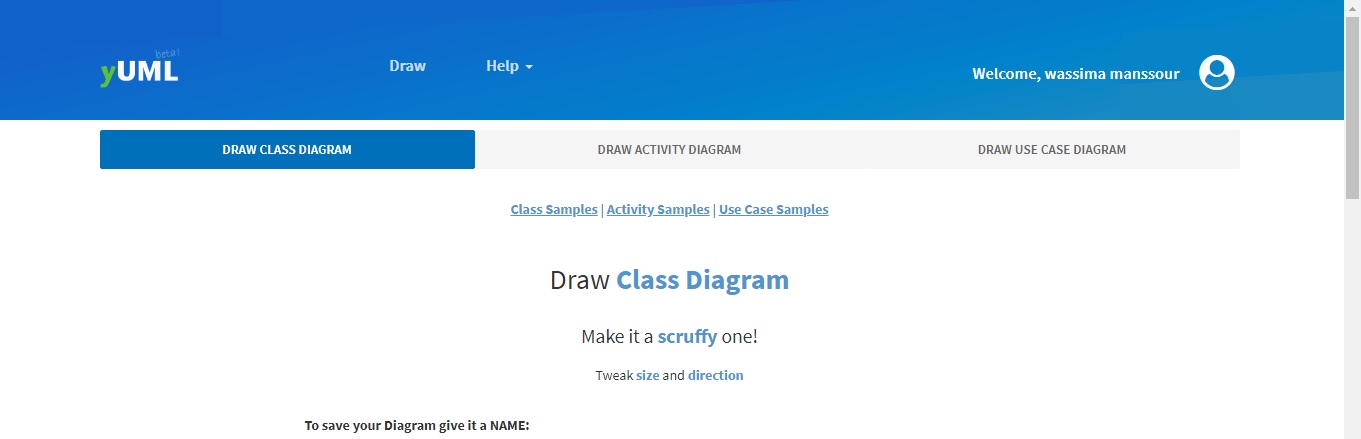 beta!
yUML
Draw
Help
Welcome, wassima manssour
DRAW CLASS DIAGRAM
DRAW ACTIVITY DIAGRAM
DRAW USE CASE DIAGRAM
Class Samples | Activity Samples | Use Case Samples
Draw Class Diagram
Make it a scruffy one!
Tweak size and direction
To save your Diagram give it a NAME: